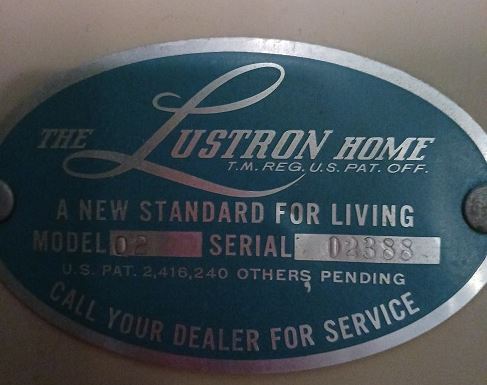 THE LUSTRON HOME
T.M. REG. U.S. PAT. OFF.
A NEW STANDARD FOR LIVING
MODEL 02 SERIAL 02388
U.S. PAT. 2,416,240 OTHERS PENDING
CALL YOUR DEALER FOR SERVICE